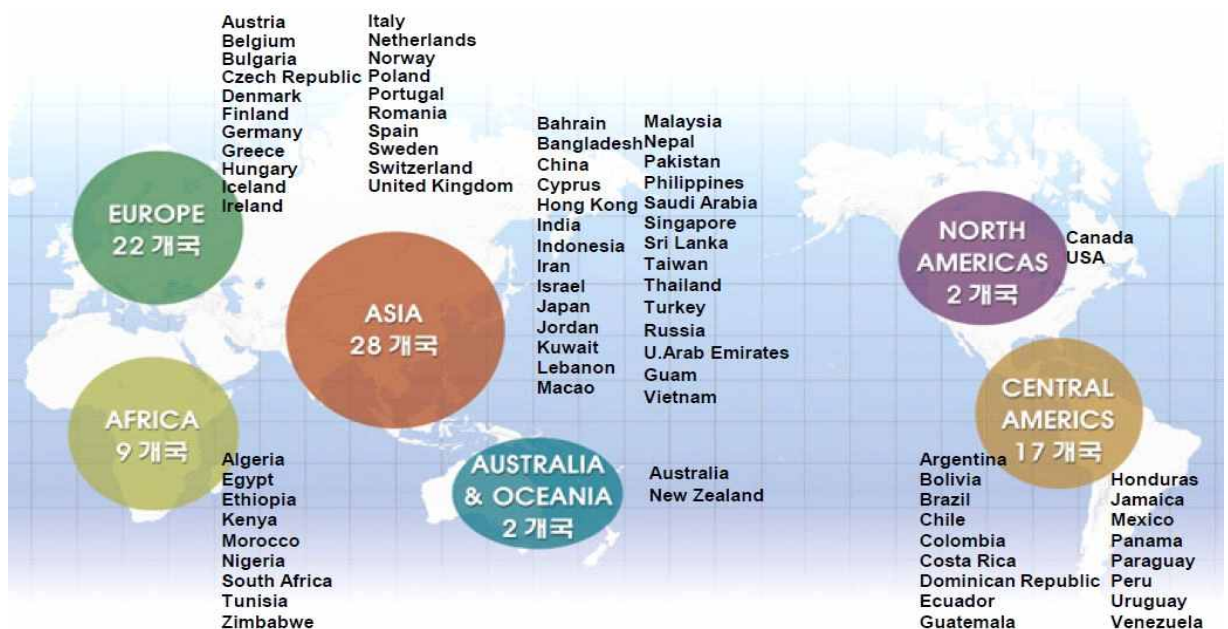 Austria
Belgium
Bulgaria
Czech Republic
Denmark
Finland
Germany
Greece
Hungary
Iceland
Ireland
Italy
Netherlands
Norway
Poland
Portugal
Romania
Spain
Sweden
Switzerland
United Kingdom
EUROPE
22 개국
ASIA
28 개국
Bahrain
Bangladesh
China
Cyprus
Hong Kong
India
Indonesia
Iran
Israel
Japan
Jordan
Kuwait
Lebanon
Macao
Malaysia
Nepal
Pakistan
Philippines
Saudi Arabia
Singapore
Sri Lanka
Taiwan
Thailand
Turkey
Russia
U.Arab Emirates
Guam
Vietnam
NORTH
AMERICAS
2 개국
Canada
USA
AFRICA
9 개국
Algeria
Egypt
Ethiopia
Kenya
Morocco
Nigeria
South Africa
Tunisia
Zimbabwe
AUSTRALIA
& OCEANIA
2 개국
Australia
New Zealand
CENTRAL
AMERICS
17 개국
Argentina
Bolivia
Brazil
Chile
Colombia
Costa Rica
Dominican Republic
Ecuador
Guatemala
Honduras
Jamaica
Mexico
Panama
Paraguay
Peru
Uruguay
Venezuela